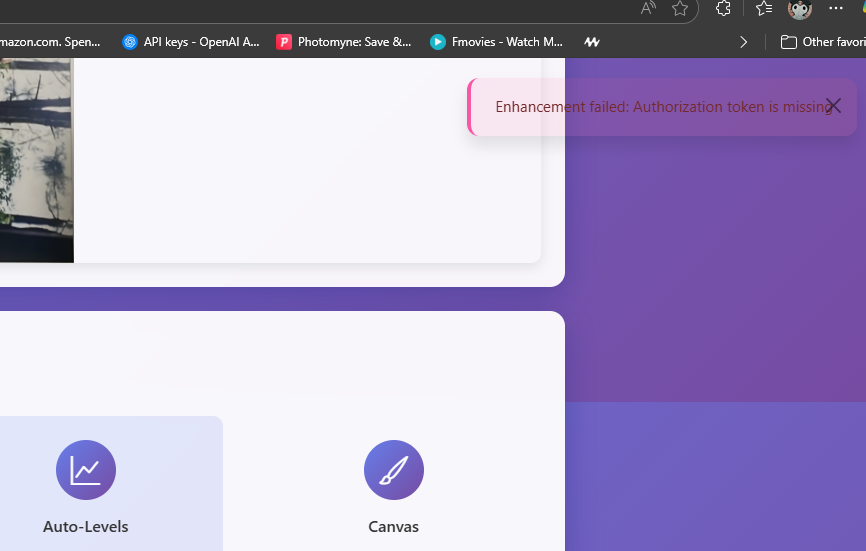 mazon.com. Spen...
API keys - OpenAI A...
Photomyne: Save &...
Fmovies - Watch M...
Other favori
Enhancement failed: Authorization token is missing
Auto-Levels
Canvas